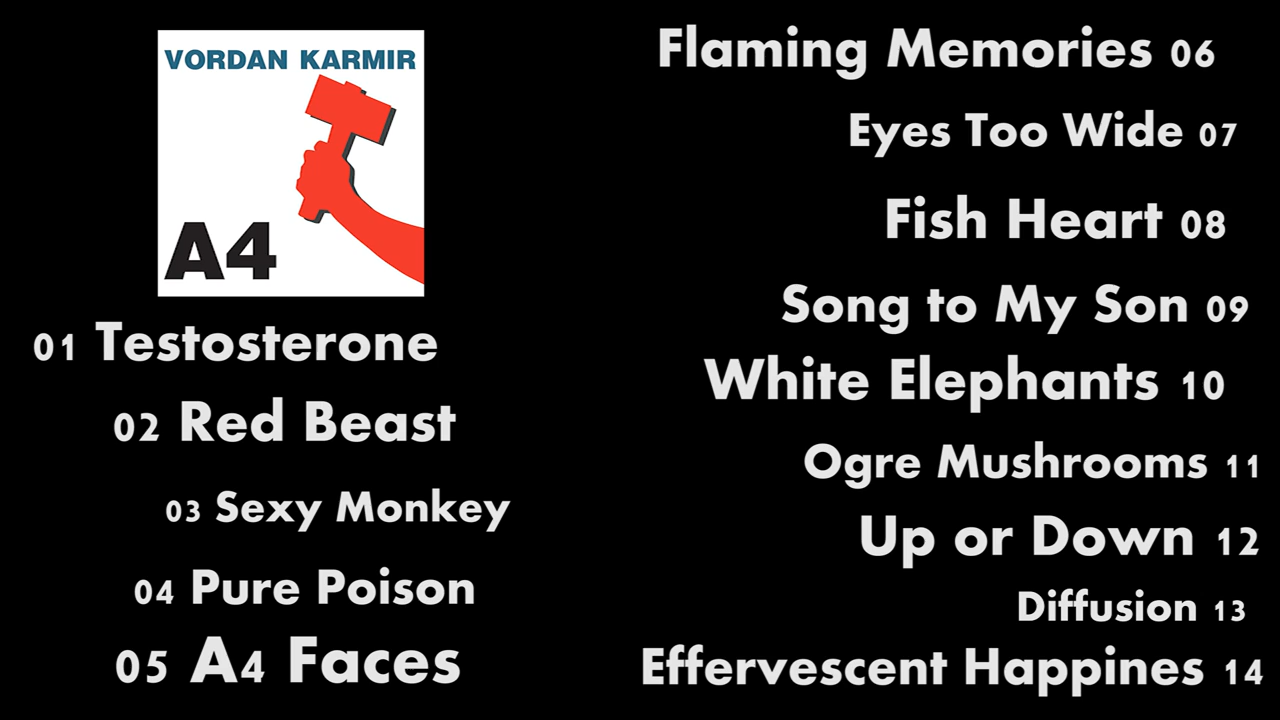 VORDAN KARMIR
A4
01 Testosterone
02 Red Beast
03 Sexy Monkey
04 Pure Poison
05 A4 Faces
Flaming Memories 06
Eyes Too Wide 07
Fish Heart 08
Song to My Son 09
White Elephants 10
Ogre Mushrooms 11
Up or Down 12
Diffusion 13
Effervescent Happines 14